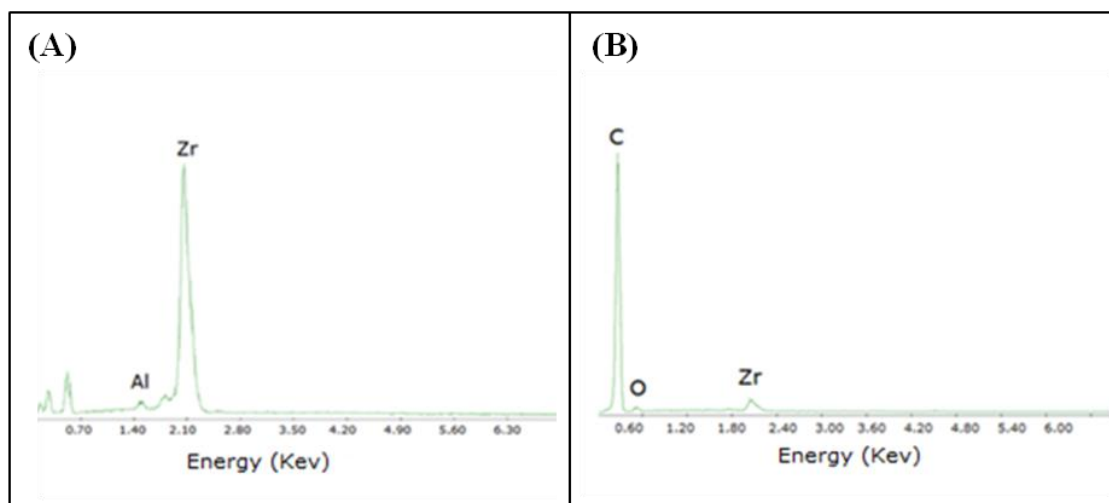 (A)
Zr
Al
0.70 1.40 2.10 2.80 3.50 4.20 4.90 5.60 6.30
Energy (Kev)
(B)
C
O
Zr
0.60 1.20 1.80 2.40 3.00 3.60 4.20 4.80 5.40 6.00
Energy (Kev)